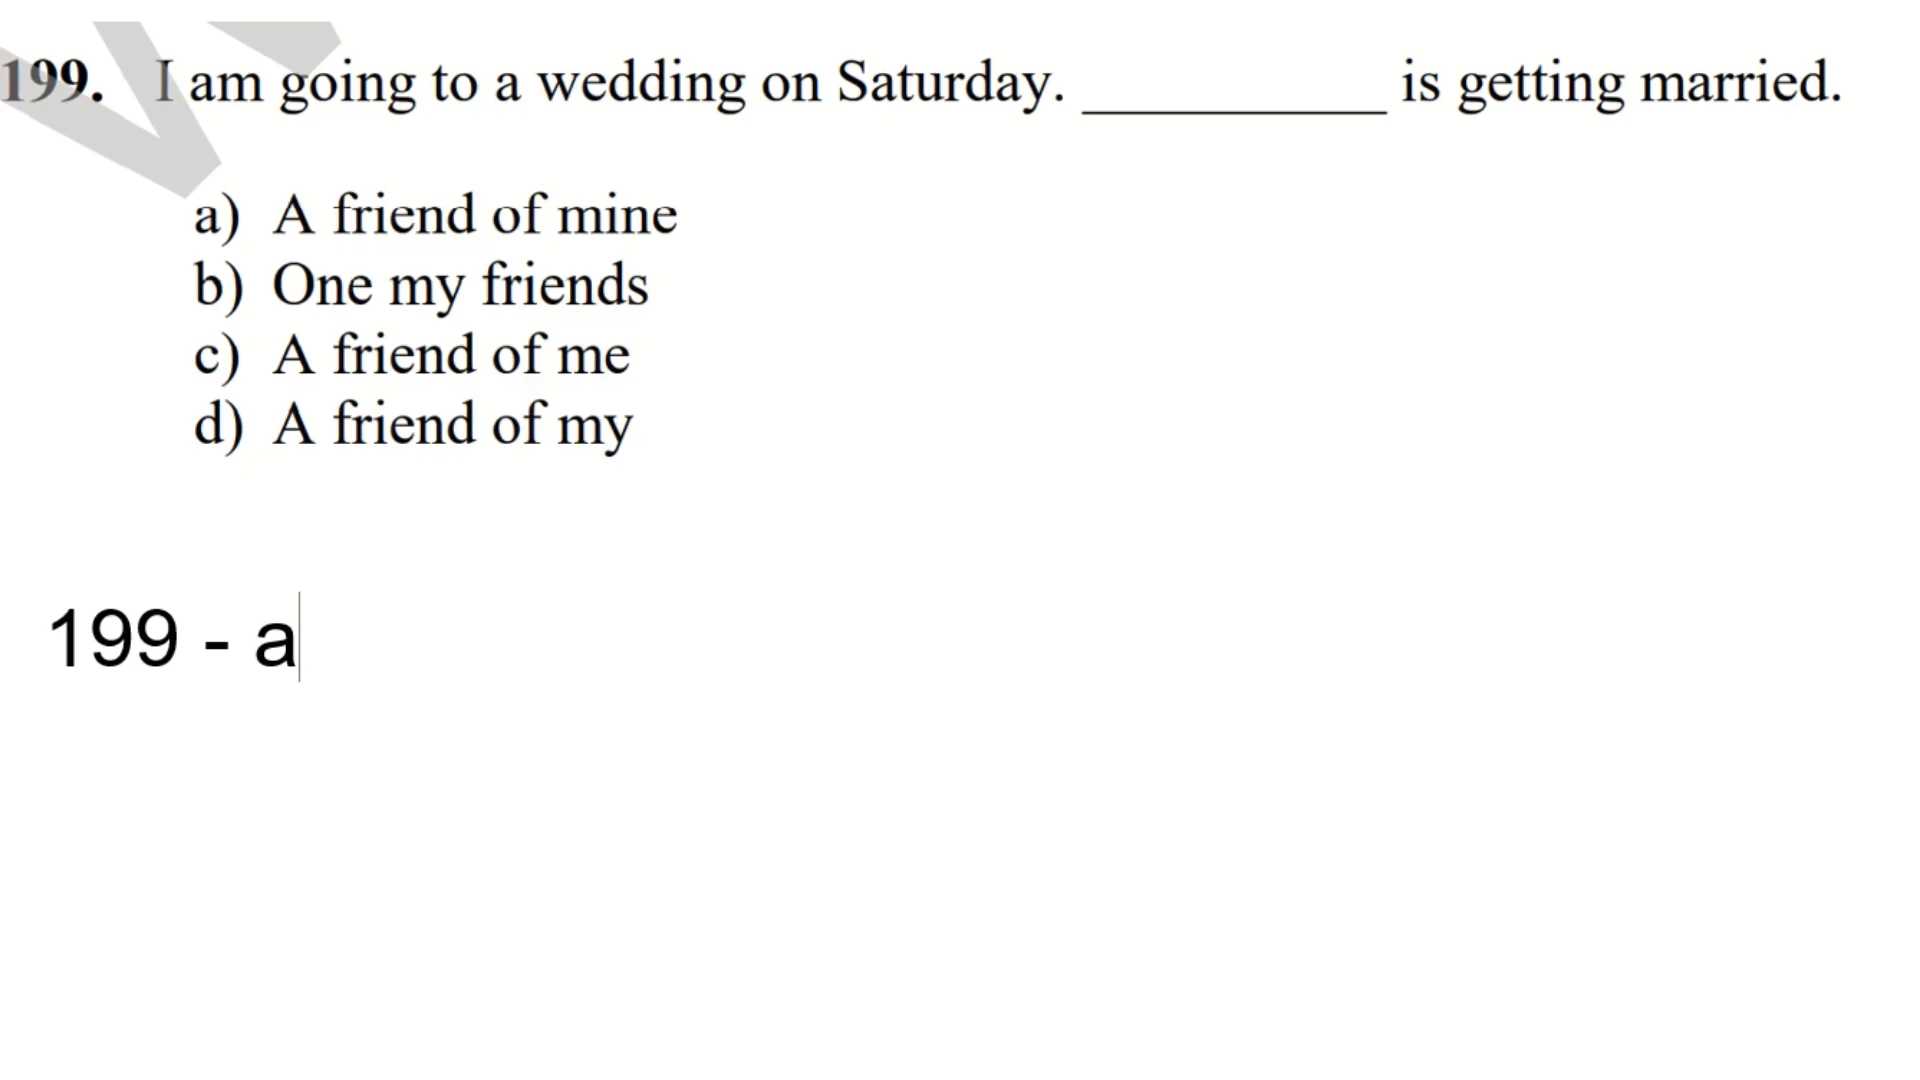 199. I am going to a wedding on Saturday. __________ is getting married.
a) A friend of mine
b) One my friends
c) A friend of me
d) A friend of my
199 - a